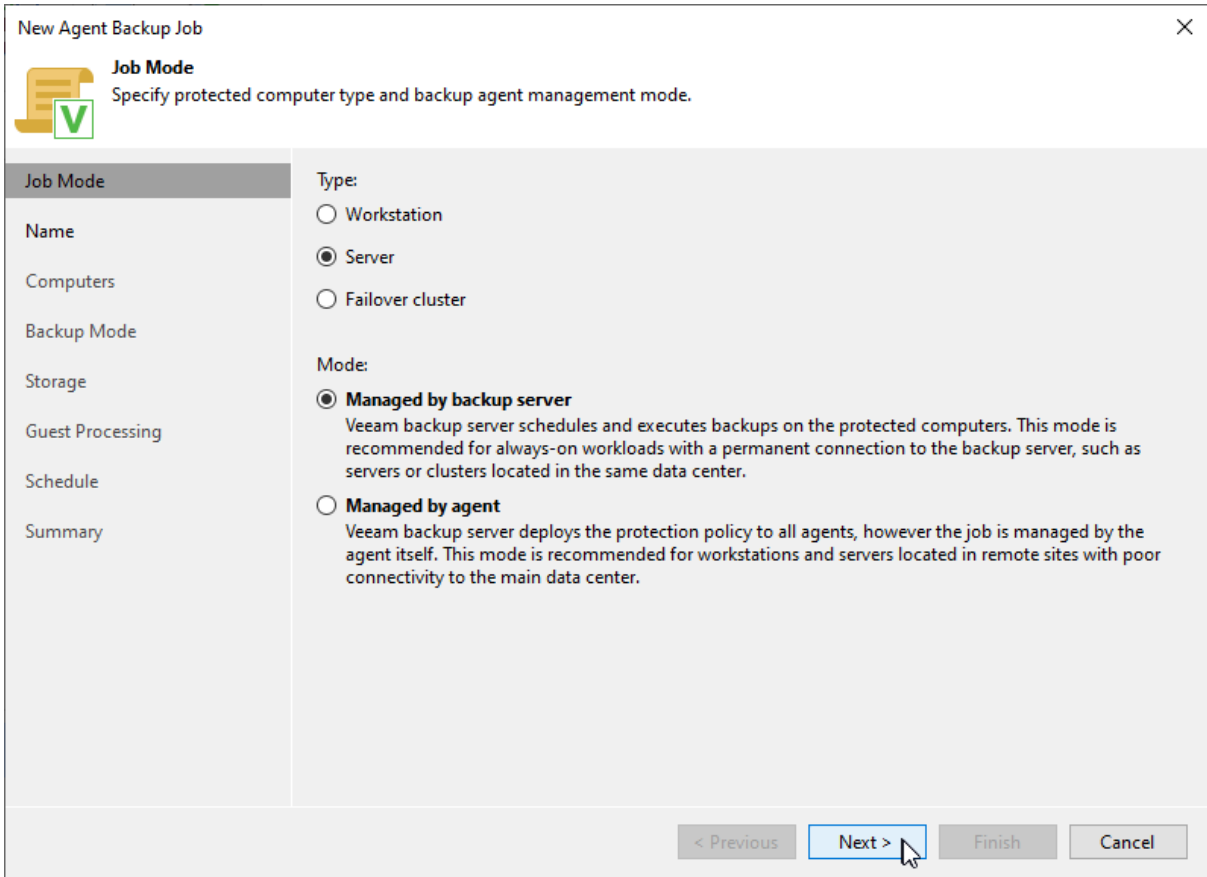 New Agent Backup Job
Job Mode
Specify protected computer type and backup agent management mode.
V
Job Mode
Name
Computers
Backup Mode
Storage
Guest Processing
Schedule
Summary
Type:
Workstation
Server
Failover cluster
Mode:
Managed by backup server
Veeam backup server schedules and executes backups on the protected computers. This mode is
recommended for always-on workloads with a permanent connection to the backup server, such as
servers or clusters located in the same data center.
Managed by agent
Veeam backup server deploys the protection policy to all agents, however the job is managed by the
agent itself. This mode is recommended for workstations and servers located in remote sites with poor
connectivity to the main data center.
< Previous
Next >
Finish
Cancel